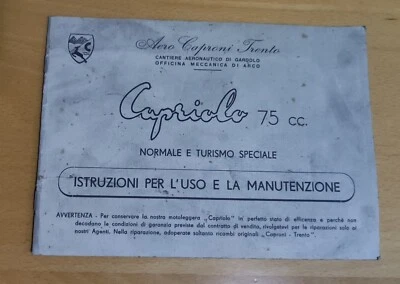 Aero Caproni Trento
CANTIERE AERONAUTICO DI GARDOLO
OFFICINA MECCANICA DI ARCO
Capriolo 75 cc.
NORMALE E TURISMO SPECIALE
ISTRUZIONI PER L'USO E LA MANUTENZIONE
AVVERTENZA - Per conservare la nostra motoleggera „Capriolo" in perfetto stato di efficenza e perchè non
decadano le condizioni di garanzia previste dal contratto di vendita, rivolgetevi per le riparazioni solo ai
nostri Agenti. Nella riparazione, adoperate soltanto ricambi originali „Caproni - Trento".